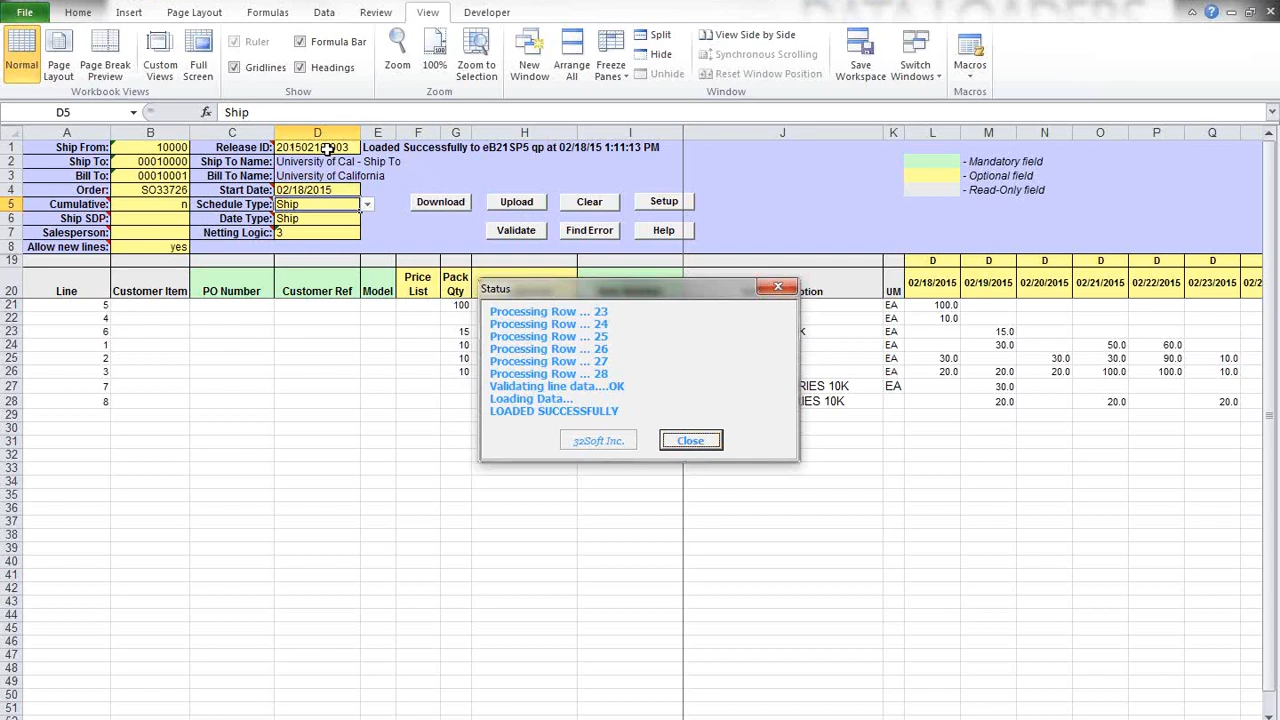 DATA LOADERS
File Home Insert Page Layout Formulas Data Review View Developer
Normal
Page Layout
Page Break Preview
Custom Views
Full Screen
Workbook Views
Ruler Formula Bar
Gridlines Headings
Show
Zoom
100%
Zoom to Selection
Zoom
New Window
Arrange All
Freeze Panes
Split
Hide
Unhide
View Side by Side
Synchronous Scrolling
Reset Window Position
Window
Save Workspace
Switch Windows
Macros
Macros
D5 fx Ship
A B C D E F G H I J K L M N O P Q
1 Ship From: 10000 Release ID: Loaded Successfully to eB21SP5 qp at 02/18/15 1:11:13 PM
2 Ship To: 00010000 Ship To Name: University of Cal - Ship To - Mandatory field
3 Bill To: 00010001 Bill To Name: University of California - Optional field
4 Order: SO33726 Start Date: 02/18/2015 - Read-Only field
5 Cumulative: n Schedule Type: Ship Download Upload Clear Setup
6 Ship SDP: Date Type: Ship
7 Salesperson: Netting Logic: 3 Validate Find Error Help
8 Allow new lines: yes
19 D D D D D D
20 Line Customer Item PO Number Customer Ref Model Price List Pack Qty UM 02/18/2015 02/19/2015 02/20/2015 02/21/2015 02/22/2015 02/23/2015 02/2
21 5 100 EA 100.0
22 4 EA 10.0
23 6 15 K EA 15.0
24 1 10 EA 30.0 50.0 60.0
25 2 10 EA 30.0 30.0 30.0 90.0 10.0
26 3 10 EA 20.0 20.0 20.0 100.0 100.0 10.0
27 7 RIES 10K EA 30.0
28 8 IES 10K 20.0 20.0 20.0
29
30
31
32
33
34
35
36
37
38
39
40
41
42
43
44
45
46
47
48
49
50
51
Status
Processing Row ... 23
Processing Row ... 24
Processing Row ... 25
Processing Row ... 26
Processing Row ... 27
Processing Row ... 28
Validating line data....OK
Loading Data...
LOADED SUCCESSFULLY
32Soft Inc. Close